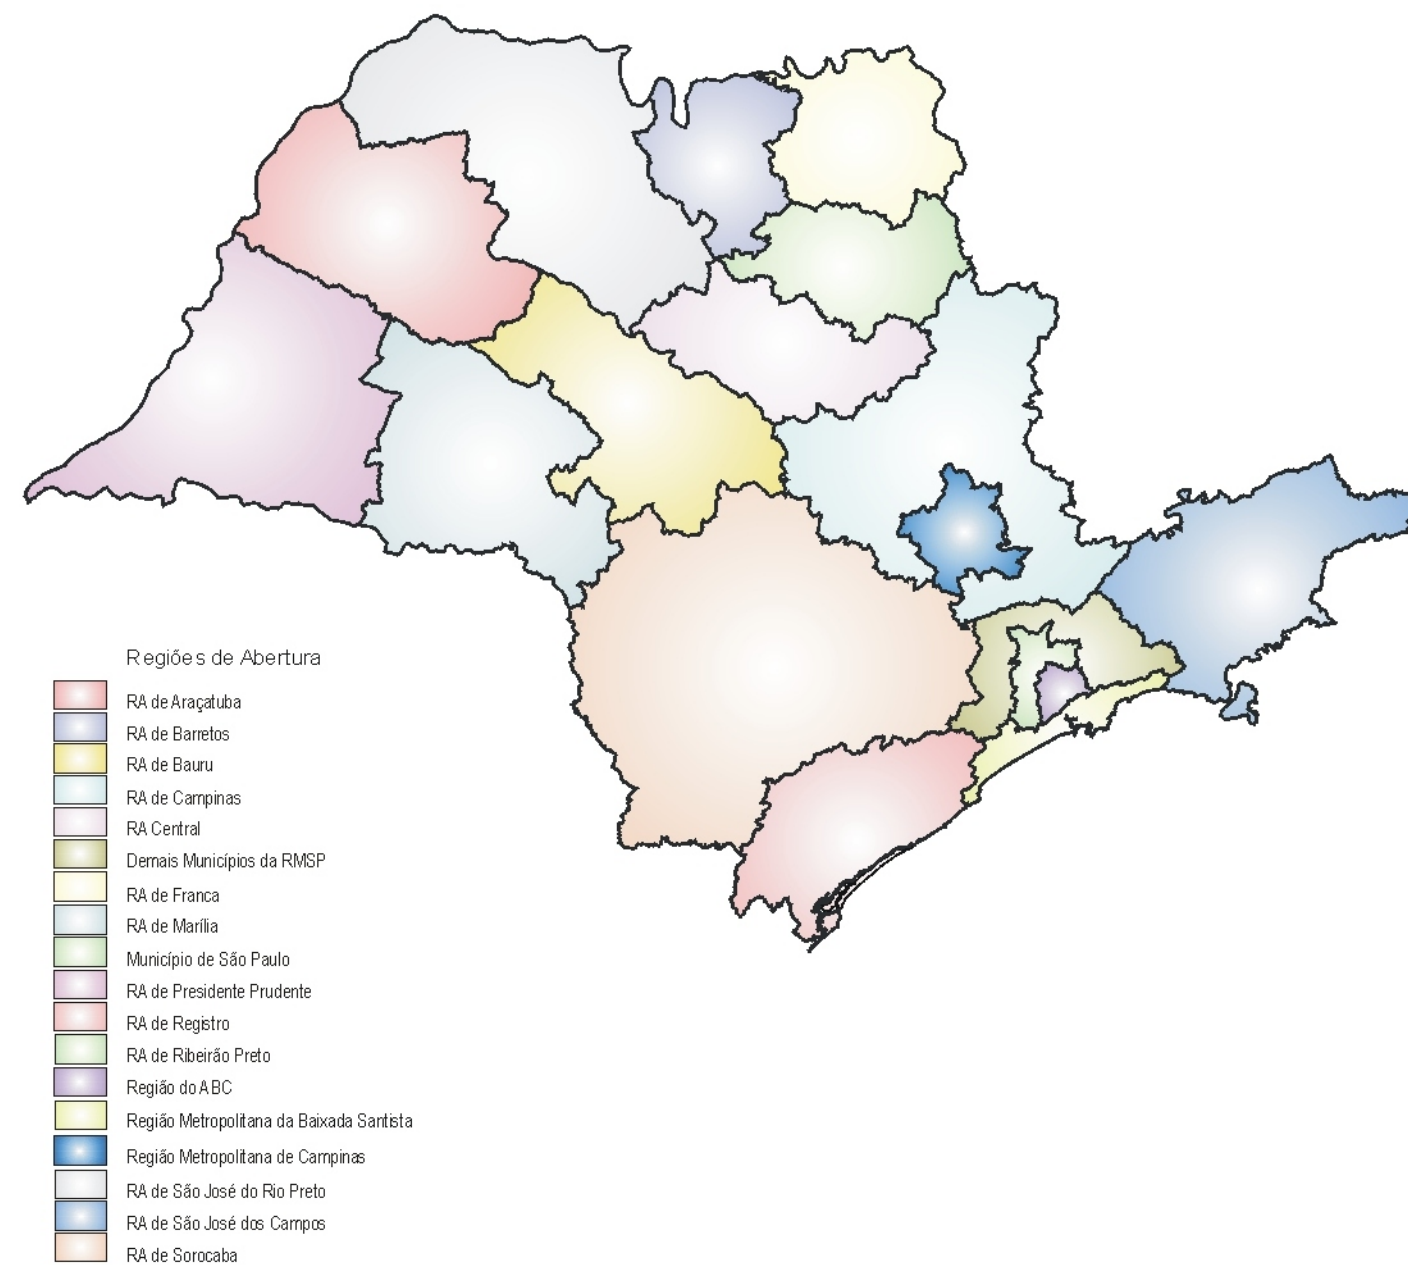 Regiões de Abertura
RA de Araçatuba
RA de Barretos
RA de Bauru
RA de Campinas
RA Central
Demais Municípios da RMSP
RA de Franca
RA de Marília
Município de São Paulo
RA de Presidente Prudente
RA de Registro
RA de Ribeirão Preto
Região do ABC
Região Metropolitana da Baixada Santista
Região Metropolitana de Campinas
RA de São José do Rio Preto
RA de São José dos Campos
RA de Sorocaba